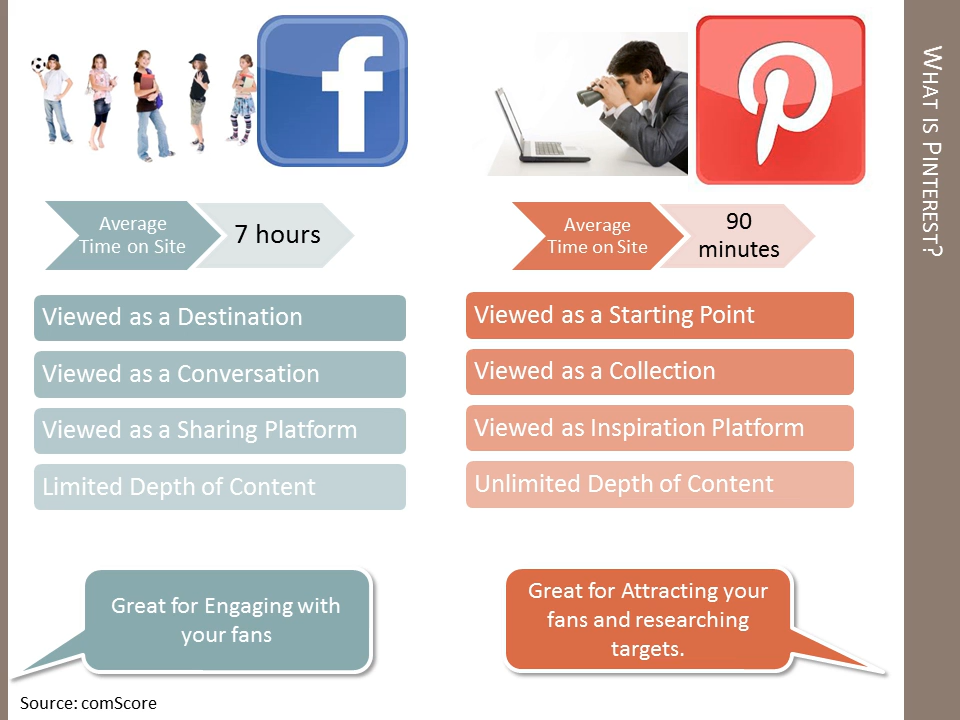 WHAT IS PINTEREST?
Average
Time on Site
7 hours
Viewed as a Destination
Viewed as a Conversation
Viewed as a Sharing Platform
Limited Depth of Content
Great for Engaging with
your fans
Average
Time on Site
90
minutes
Viewed as a Starting Point
Viewed as a Collection
Viewed as Inspiration Platform
Unlimited Depth of Content
Great for Attracting your
fans and researching
targets.
Source: comScore